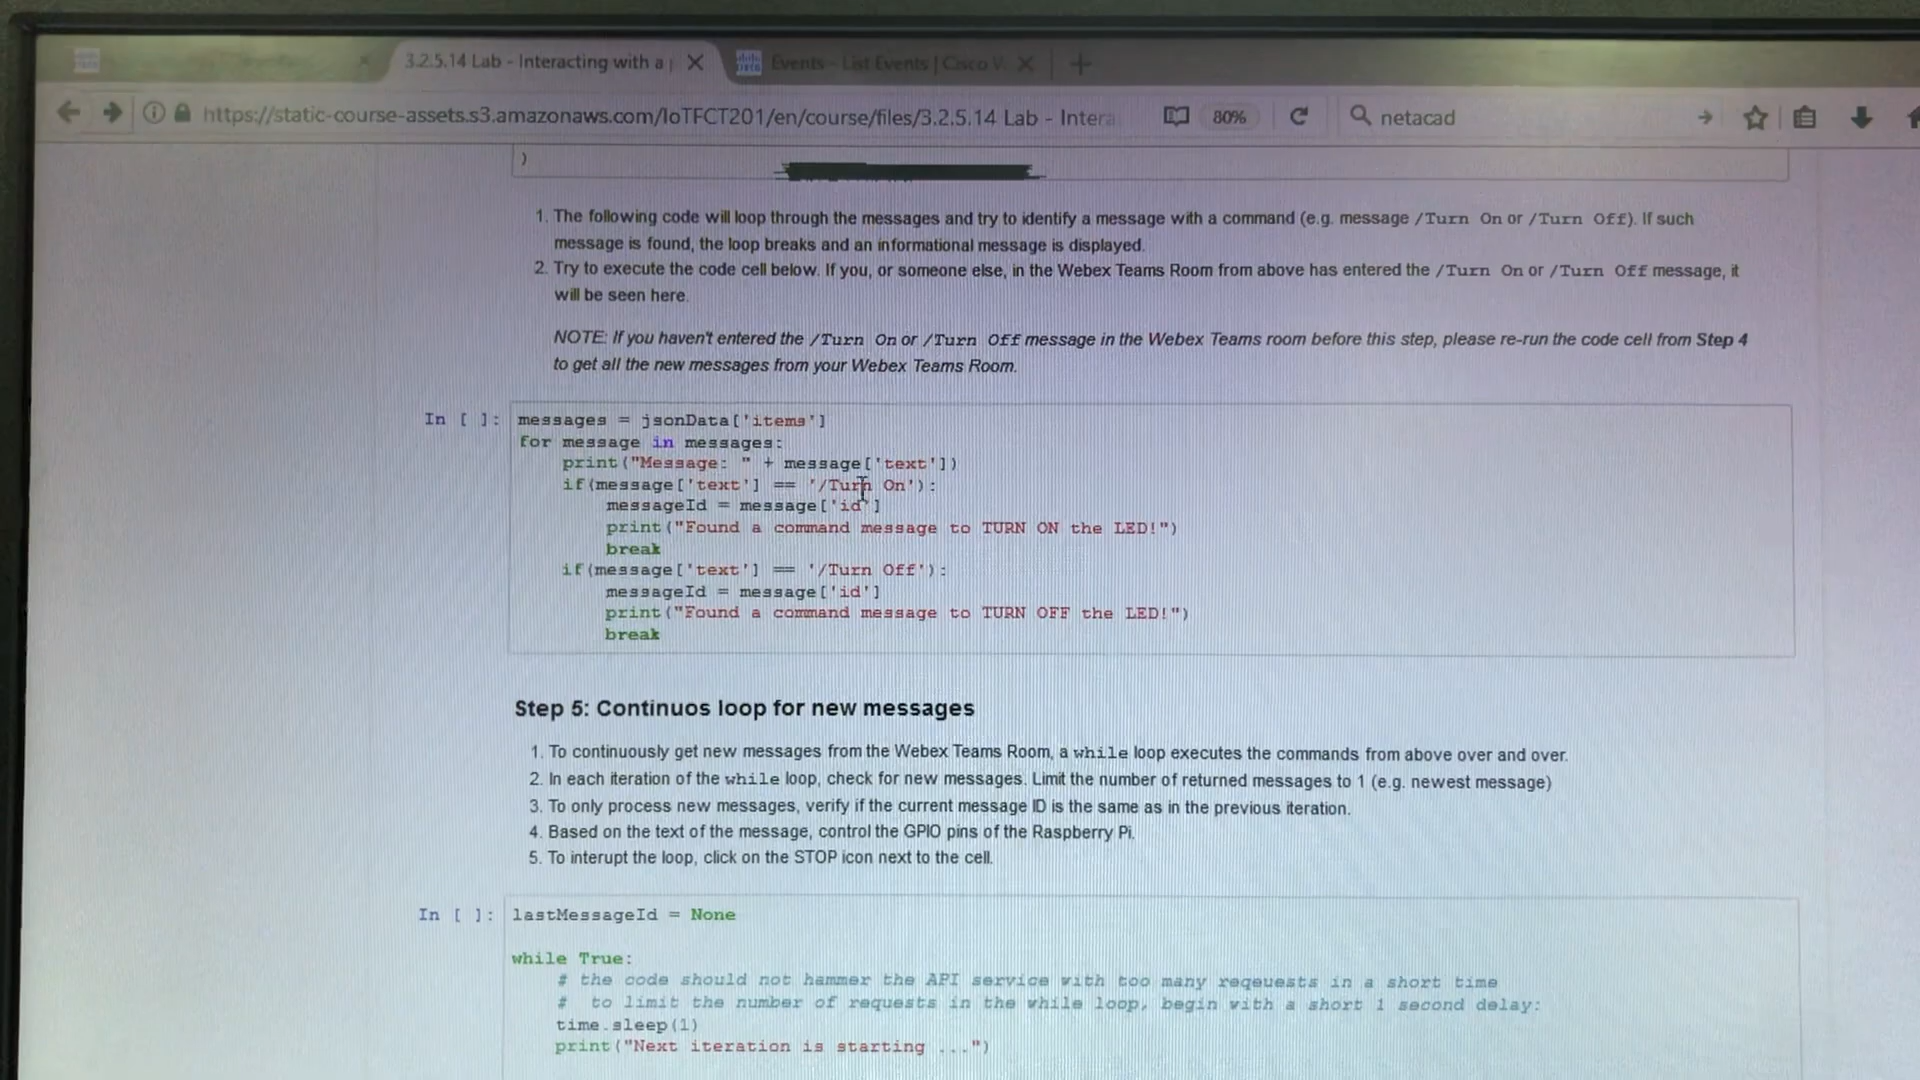 3.2.5.14 Lab - Interacting with a
Events - List Events | Cisco
https://static-course-assets.s3.amazonaws.com/IoTFCT201/en/course/files/3.2.5.14 Lab - Intera
80%
netacad
)
1. The following code will loop through the messages and try to identify a message with a command (e.g. message /Turn On or /Turn Off). If such
message is found, the loop breaks and an informational message is displayed.
2. Try to execute the code cell below. If you, or someone else, in the Webex Teams Room from above has entered the /Turn On or /Turn Off message, it
will be seen here.
NOTE: If you haven't entered the /Turn On or /Turn Off message in the Webex Teams room before this step, please re-run the code cell from Step 4
to get all the new messages from your Webex Teams Room.
In [ ]: messages = jsonData['items']
for message in messages:
print("Message: " + message['text'])
if(message['text'] == '/Turn On'):
messageId = message['id']
print("Found a command message to TURN ON the LED!")
break
if(message['text'] == '/Turn Off'):
messageId = message['id']
print("Found a command message to TURN OFF the LED!")
break
Step 5: Continuos loop for new messages
1. To continuously get new messages from the Webex Teams Room, a while loop executes the commands from above over and over.
2. In each iteration of the while loop, check for new messages. Limit the number of returned messages to 1 (e.g. newest message)
3. To only process new messages, verify if the current message ID is the same as in the previous iteration.
4. Based on the text of the message, control the GPIO pins of the Raspberry Pi.
5. To interupt the loop, click on the STOP icon next to the cell.
In [ ]: lastMessageId = None
while True:
# the code should not hammer the API service with too many reqeuests in a short time
# to limit the number of requests in the while loop, begin with a short 1 second delay:
time.sleep(1)
print("Next iteration is starting ...")